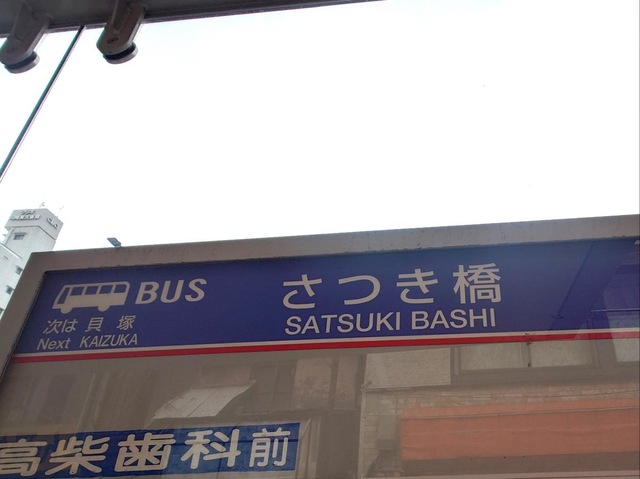 BUS
さつき橋
SATSUKI BASHI
次は 貝 塚
Next KAIZUKA
高柴歯科前